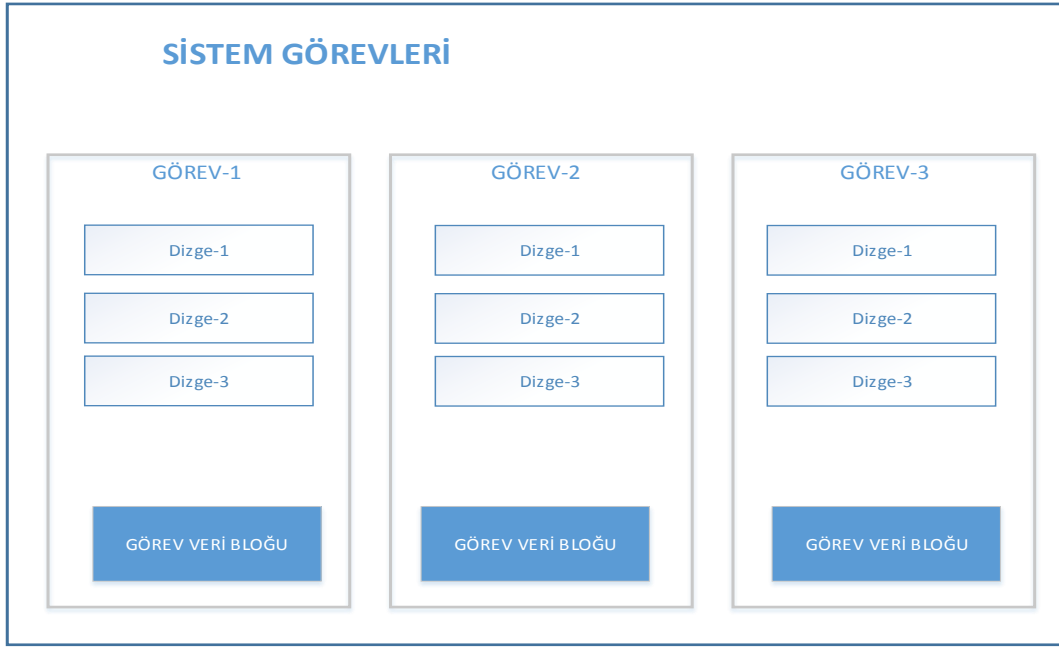 SİSTEM GÖREVLERİ
GÖREV-1
Dizge-1
Dizge-2
Dizge-3
GÖREV VERİ BLOĞU
GÖREV-2
Dizge-1
Dizge-2
Dizge-3
GÖREV VERİ BLOĞU
GÖREV-3
Dizge-1
Dizge-2
Dizge-3
GÖREV VERİ BLOĞU